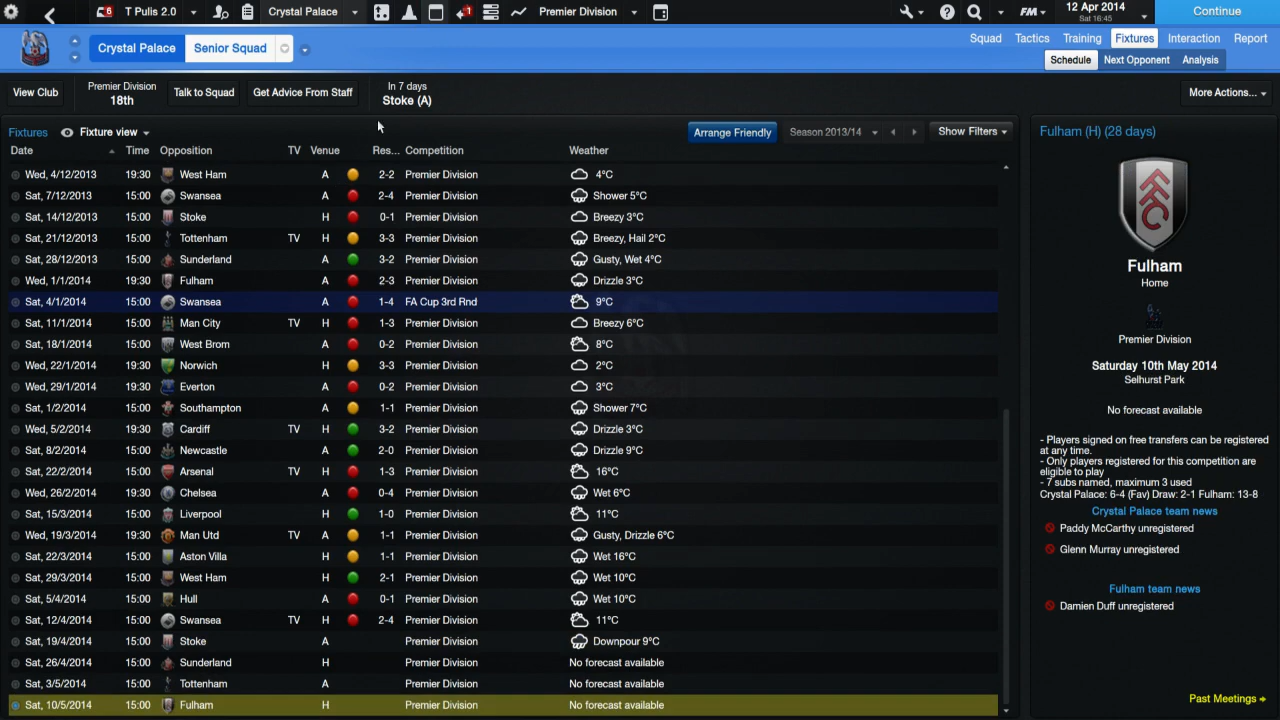 6 T Pulis 2.0 Crystal Palace 1 Premier Division FM 12 Apr 2014 Sat 16:45 Continue
Crystal Palace Senior Squad Squad Tactics Training Fixtures Interaction Report
Schedule Next Opponent Analysis
View Club Premier Division 18th Talk to Squad Get Advice From Staff In 7 days Stoke (A) More Actions...
Fixtures Fixture view Arrange Friendly Season 2013/14 Show Filters
Date Time Opposition TV Venue Res... Competition Weather
Wed, 4/12/2013 19:30 West Ham A 2-2 Premier Division 4°C
Sat, 7/12/2013 15:00 Swansea A 2-4 Premier Division Shower 5°C
Sat, 14/12/2013 15:00 Stoke H 0-1 Premier Division Breezy 3°C
Sat, 21/12/2013 15:00 Tottenham TV H 3-3 Premier Division Breezy, Hail 2°C
Sat, 28/12/2013 15:00 Sunderland A 3-2 Premier Division Gusty, Wet 4°C
Wed, 1/1/2014 19:30 Fulham A 2-3 Premier Division Drizzle 3°C
Sat, 4/1/2014 15:00 Swansea A 1-4 FA Cup 3rd Rnd 9°C
Sat, 11/1/2014 15:00 Man City TV H 1-3 Premier Division Breezy 6°C
Sat, 18/1/2014 15:00 West Brom A 0-2 Premier Division 8°C
Wed, 22/1/2014 19:30 Norwich H 3-3 Premier Division 2°C
Wed, 29/1/2014 19:30 Everton A 0-2 Premier Division 3°C
Sat, 1/2/2014 15:00 Southampton A 1-1 Premier Division Shower 7°C
Wed, 5/2/2014 19:30 Cardiff TV H 3-2 Premier Division Drizzle 3°C
Sat, 8/2/2014 15:00 Newcastle A 2-0 Premier Division Drizzle 9°C
Sat, 22/2/2014 15:00 Arsenal TV H 1-3 Premier Division 16°C
Wed, 26/2/2014 19:30 Chelsea A 0-4 Premier Division Wet 6°C
Sat, 15/3/2014 15:00 Liverpool H 1-0 Premier Division 11°C
Wed, 19/3/2014 19:30 Man Utd TV A 1-1 Premier Division Gusty, Drizzle 6°C
Sat, 22/3/2014 15:00 Aston Villa H 1-1 Premier Division Wet 16°C
Sat, 29/3/2014 15:00 West Ham H 2-1 Premier Division Wet 10°C
Sat, 5/4/2014 15:00 Hull A 0-1 Premier Division Wet 10°C
Sat, 12/4/2014 15:00 Swansea TV H 2-4 Premier Division 11°C
Sat, 19/4/2014 15:00 Stoke A Premier Division Downpour 9°C
Sat, 26/4/2014 15:00 Sunderland H Premier Division No forecast available
Sat, 3/5/2014 15:00 Tottenham A Premier Division No forecast available
Sat, 10/5/2014 15:00 Fulham H Premier Division No forecast available
Fulham (H) (28 days)
FFC
Fulham
Home
Premier Division
Saturday 10th May 2014
Selhurst Park
No forecast available
- Players signed on free transfers can be registered
at any time.
- Only players registered for this competition are
eligible to play
- 7 subs named, maximum 3 used
Crystal Palace: 6-4 (Fav) Draw: 2-1 Fulham: 13-8
Crystal Palace team news
Paddy McCarthy unregistered
Glenn Murray unregistered
Fulham team news
Damien Duff unregistered
Past Meetings